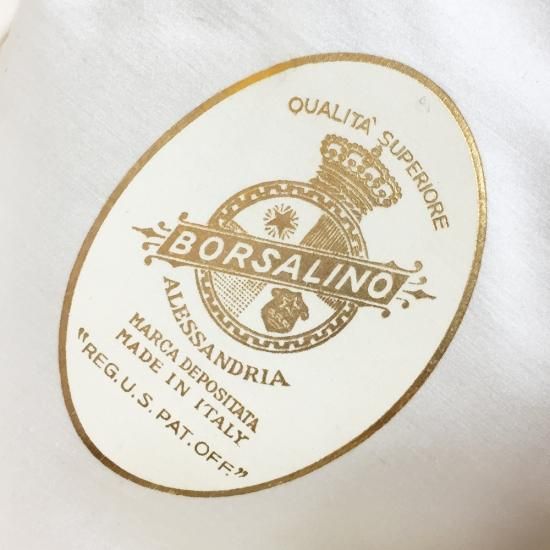 QUALITA' SUPERIORE
BORSALINO
ALESSANDRIA
MARCA DEPOSITATA
MADE IN ITALY
"REG. U.S. PAT. OFF."